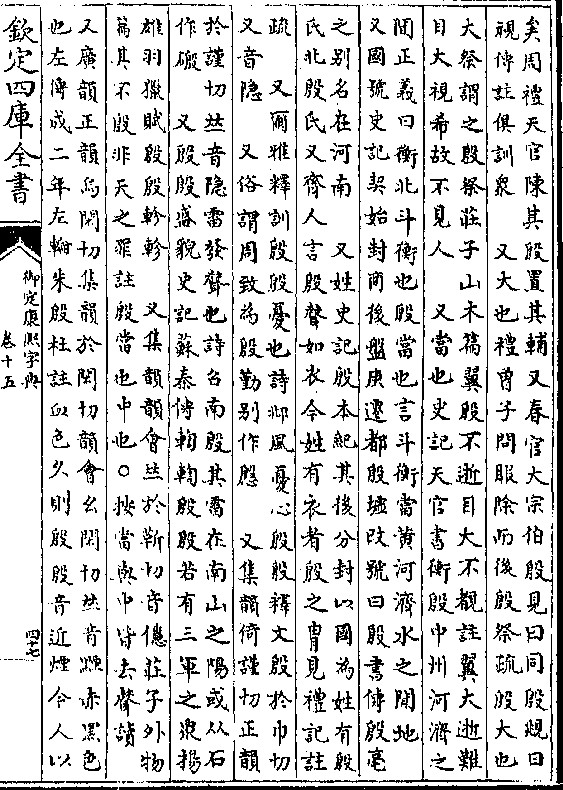 矣周禮天官陳其殷置其輔又春官大宗伯殷見曰同殷覜曰
視傳註俱訓衆　又大也禮曾子問服除而後殷祭疏殷大也
大祭謂之殷祭莊子山木篇翼殷不逝目大不覩註翼大逝難
目大視希故不見人　又當也史記天官書衡殷中州河濟之
閒正義曰衡北斗衡也殷當也言斗衡當黃河濟水之閒地
又國號史記契始封商後盤庚遷都殷墟改號曰殷書傳殷亳
之别名在河南　又姓史記殷本紀其後分封以國為姓有殷
氏北殷氏又齊人言殷聲如衣今姓有衣者殷之胄見禮記註
疏　又爾雅釋訓殷殷憂也詩邶風憂心殷殷釋文殷於巾切
又音隐　又俗謂周致為殷勤别作慇　又集韻倚謹切正韻
於謹切𠀤音隐雷發聲也詩召南殷其雷在南山之陽或从石
作磤　又殷殷盛貌史記蘇秦傳輷輷殷殷若有三軍之衆揚
雄羽獵賦殷殷軫軫　又集韻韻會𠀤於靳切音億莊子外物
篇其不殷非天之罪註殷當也中也○按當與中皆去聲讀
又廣韻正韻烏閑切集韻於閑切韻會幺閑切𠀤音黫赤黑色
也左傳成二年左輪朱殷杜註血色久則殷殷音近煙今人以
欽定四庫全書
御定康熙字典
卷十五
四十七